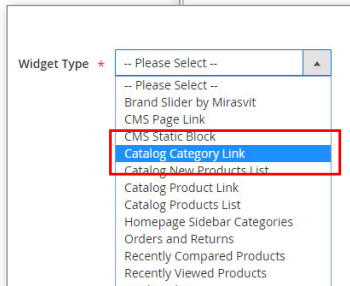 Widget Type * -- Please Select --
-- Please Select --
Brand Slider by Mirasvit
CMS Page Link
CMS Static Block
Catalog Category Link
Catalog New Products List
Catalog Product Link
Catalog Products List
Homepage Sidebar Categories
Orders and Returns
Recently Compared Products
Recently Viewed Products